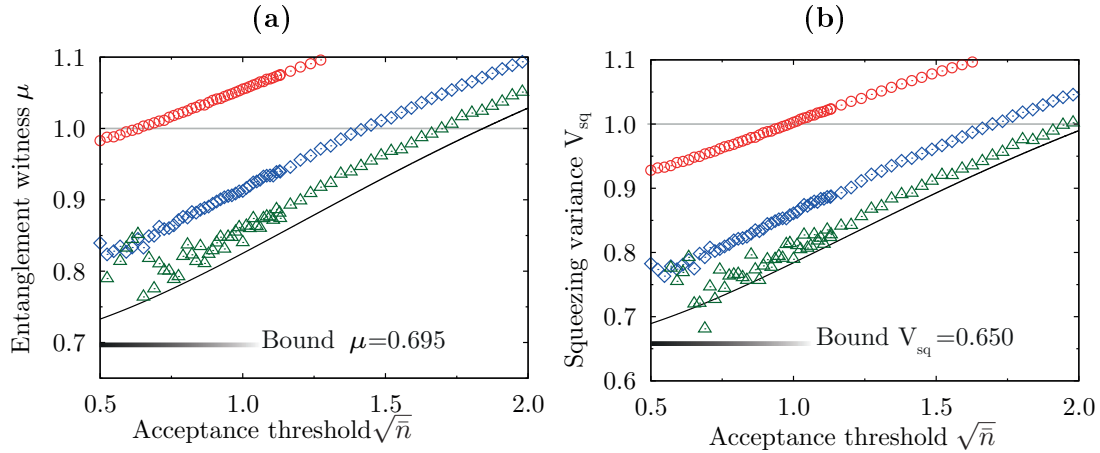 (a)
Entanglement witness μ
1.1
1.0
0.9
0.8
0.7
Bound μ=0.695
0.5 1.0 1.5 2.0
Acceptance threshold√n̄
(b)
Squeezing variance V_sq
1.1
1.0
0.9
0.8
0.7
0.6
Bound V_sq=0.650
0.5 1.0 1.5 2.0
Acceptance threshold √n̄